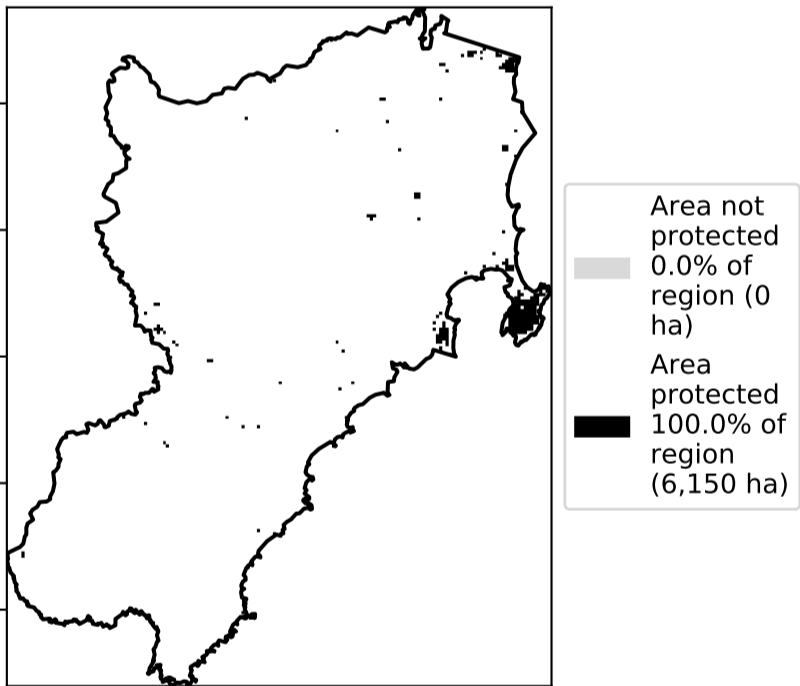 Area not
protected
0.0% of
region (0
ha)
Area
protected
100.0% of
region
(6,150 ha)